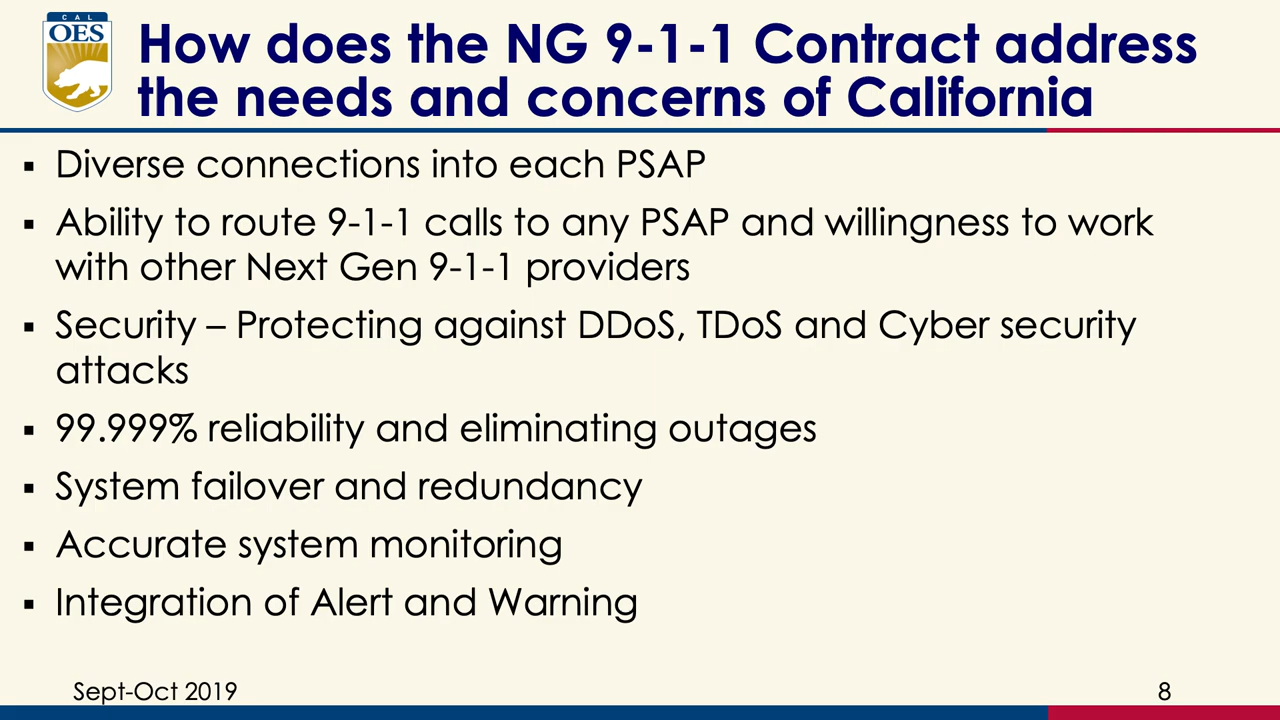 CAL
OES
How does the NG 9-1-1 Contract address
the needs and concerns of California
▪ Diverse connections into each PSAP
▪ Ability to route 9-1-1 calls to any PSAP and willingness to work
with other Next Gen 9-1-1 providers
▪ Security – Protecting against DDoS, TDoS and Cyber security
attacks
▪ 99.999% reliability and eliminating outages
▪ System failover and redundancy
▪ Accurate system monitoring
▪ Integration of Alert and Warning
Sept-Oct 2019
8